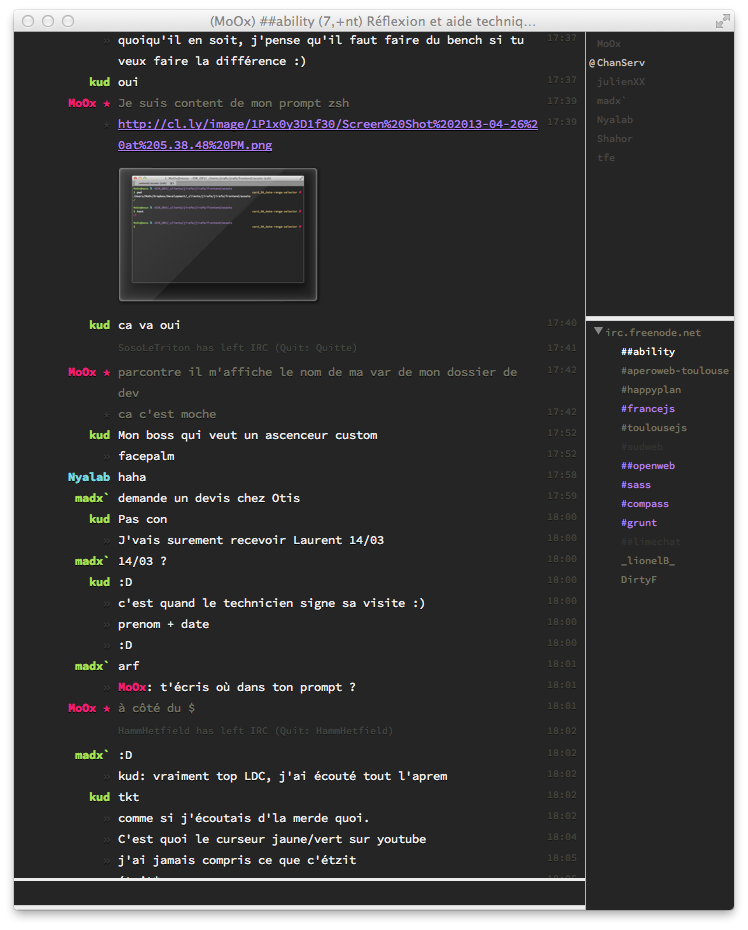 (MoOx) ##ability (7,+nt) Réflexion et aide techniq…
» quoiqu'il en soit, j'pense qu'il faut faire du bench si tu 17:37
veux faire la différence :)
kud oui 17:37
MoOx ★ Je suis content de mon prompt zsh 17:39
★ http://cl.ly/image/1P1x0y3D1f30/Screen%20Shot%202013-04-26%2 17:39
0at%205.38.48%20PM.png
kud ca va oui 17:40
SosoLeTriton has left IRC (Quit: Quitte) 17:41
MoOx ★ parcontre il m'affiche le nom de ma var de mon dossier de 17:42
dev
★ ca c'est moche 17:42
kud Mon boss qui veut un ascenceur custom 17:52
» facepalm 17:52
Nyalab haha 17:58
madx` demande un devis chez Otis 17:59
kud Pas con 18:00
» J'vais surement recevoir Laurent 14/03 18:00
madx` 14/03 ? 18:00
kud :D 18:00
» c'est quand le technicien signe sa visite :) 18:00
» prenom + date 18:00
» :D 18:00
madx` arf 18:01
» MoOx: t'écris où dans ton prompt ? 18:01
MoOx ★ à côté du $ 18:01
HammHetfield has left IRC (Quit: HammHetfield) 18:02
madx` :D 18:02
» kud: vraiment top LDC, j'ai écouté tout l'aprem 18:02
kud tkt 18:02
» comme si j'écoutais d'la merde quoi. 18:02
» C'est quoi le curseur jaune/vert sur youtube 18:04
» j'ai jamais compris ce que c'étzit 18:05
MoOx
@ChanServ
julienXX
madx`
Nyalab
Shahor
tfe
irc.freenode.net
##ability
#aperoweb-toulouse
#happyplan
#francejs
#toulousejs
#sudweb
##openweb
#sass
#compass
#grunt
##limechat
_lionelB_
DirtyF